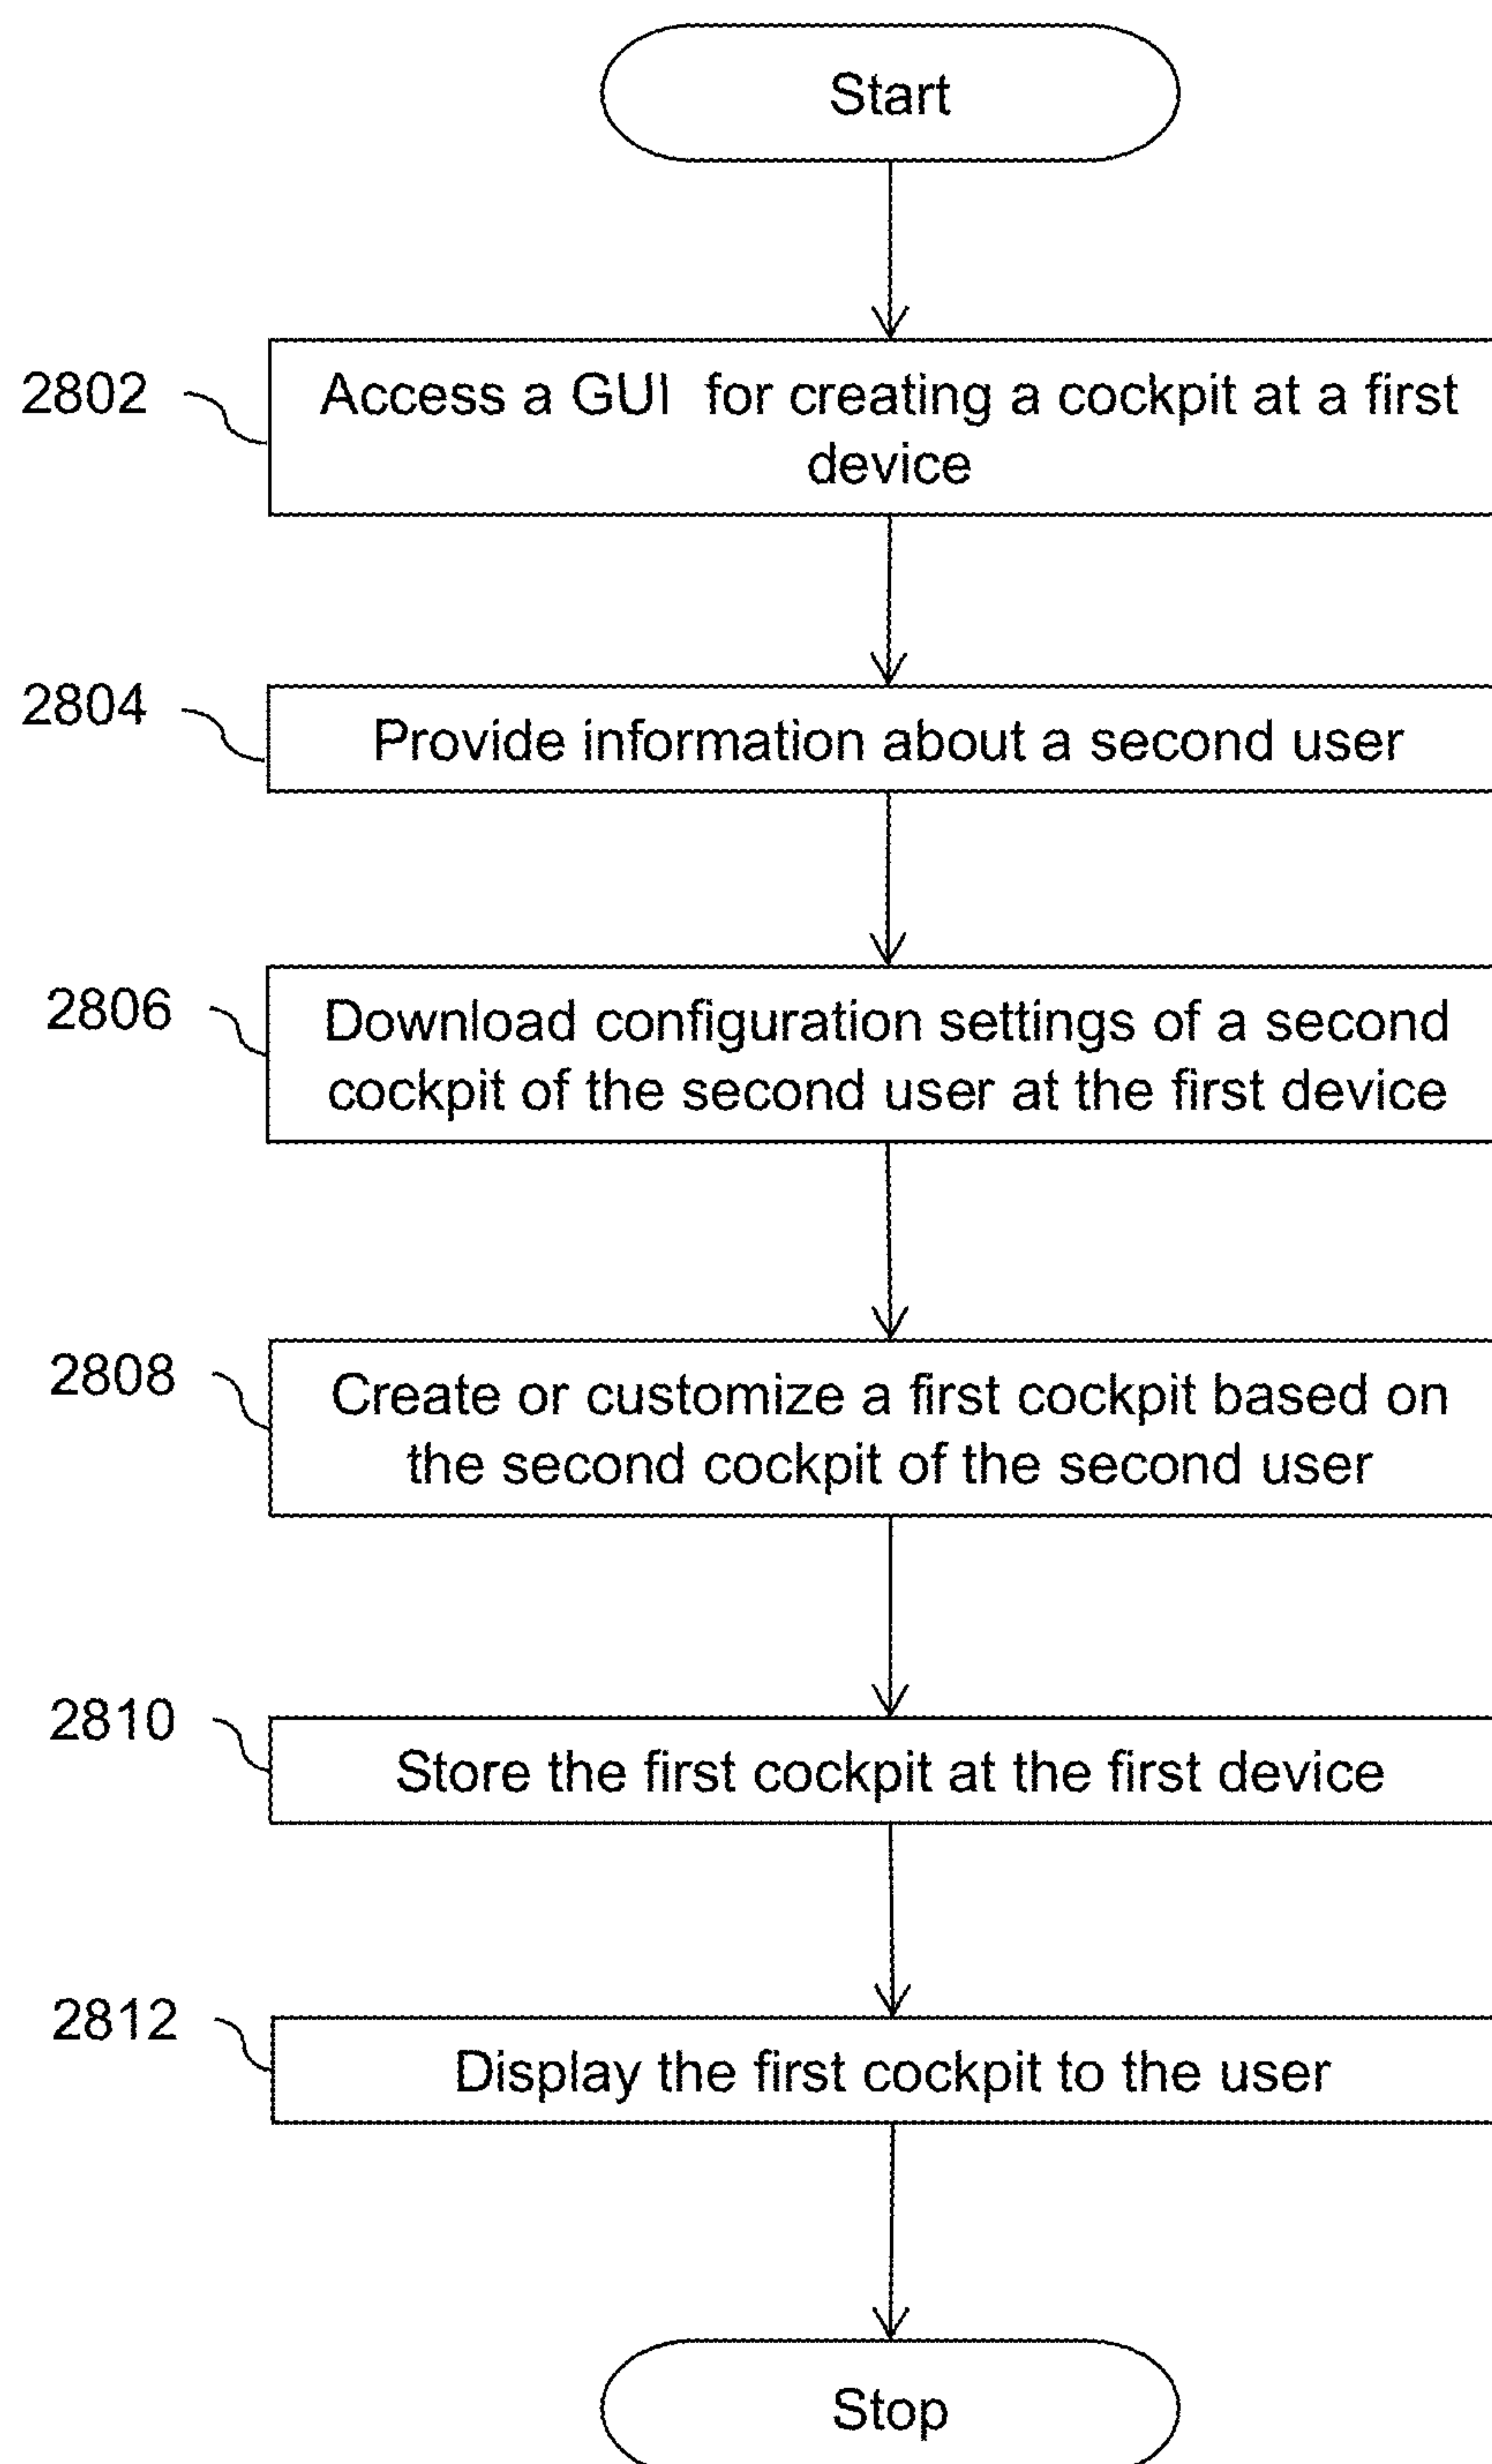 Start
2802
Access a GUI  for creating a cockpit at a first
device
2804
Provide information about a second user
2806
Download configuration settings of a second
cockpit of the second user at the first device
2808
Create or customize a first cockpit based on
the second cockpit of the second user
2810
Store the first cockpit at the first device
2812
Display the first cockpit to the user
Stop